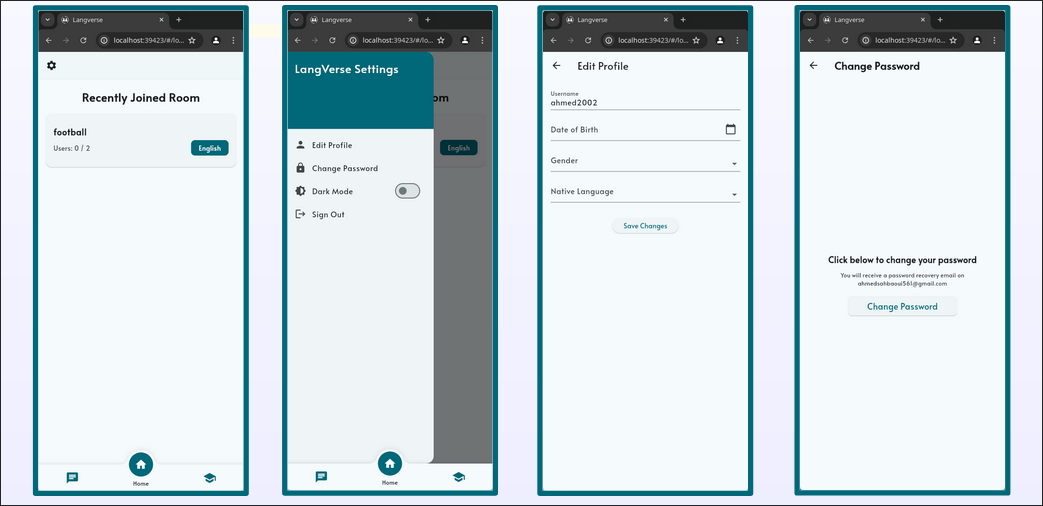 Langverse
localhost:39423/#/lo...
Recently Joined Room
football
Users: 0 / 2
English
Home
Langverse
localhost:39423/#/lo...
LangVerse Settings
om
Edit Profile
English
Change Password
Dark Mode
Sign Out
Home
Langverse
localhost:39423/#/lo...
Edit Profile
Username
ahmed2002
Date of Birth
Gender
Native Language
Save Changes
Langverse
localhost:39423/#/lo...
Change Password
Click below to change your password
You will receive a password recovery email on
ahmedsahbaoui561@gmail.com
Change Password